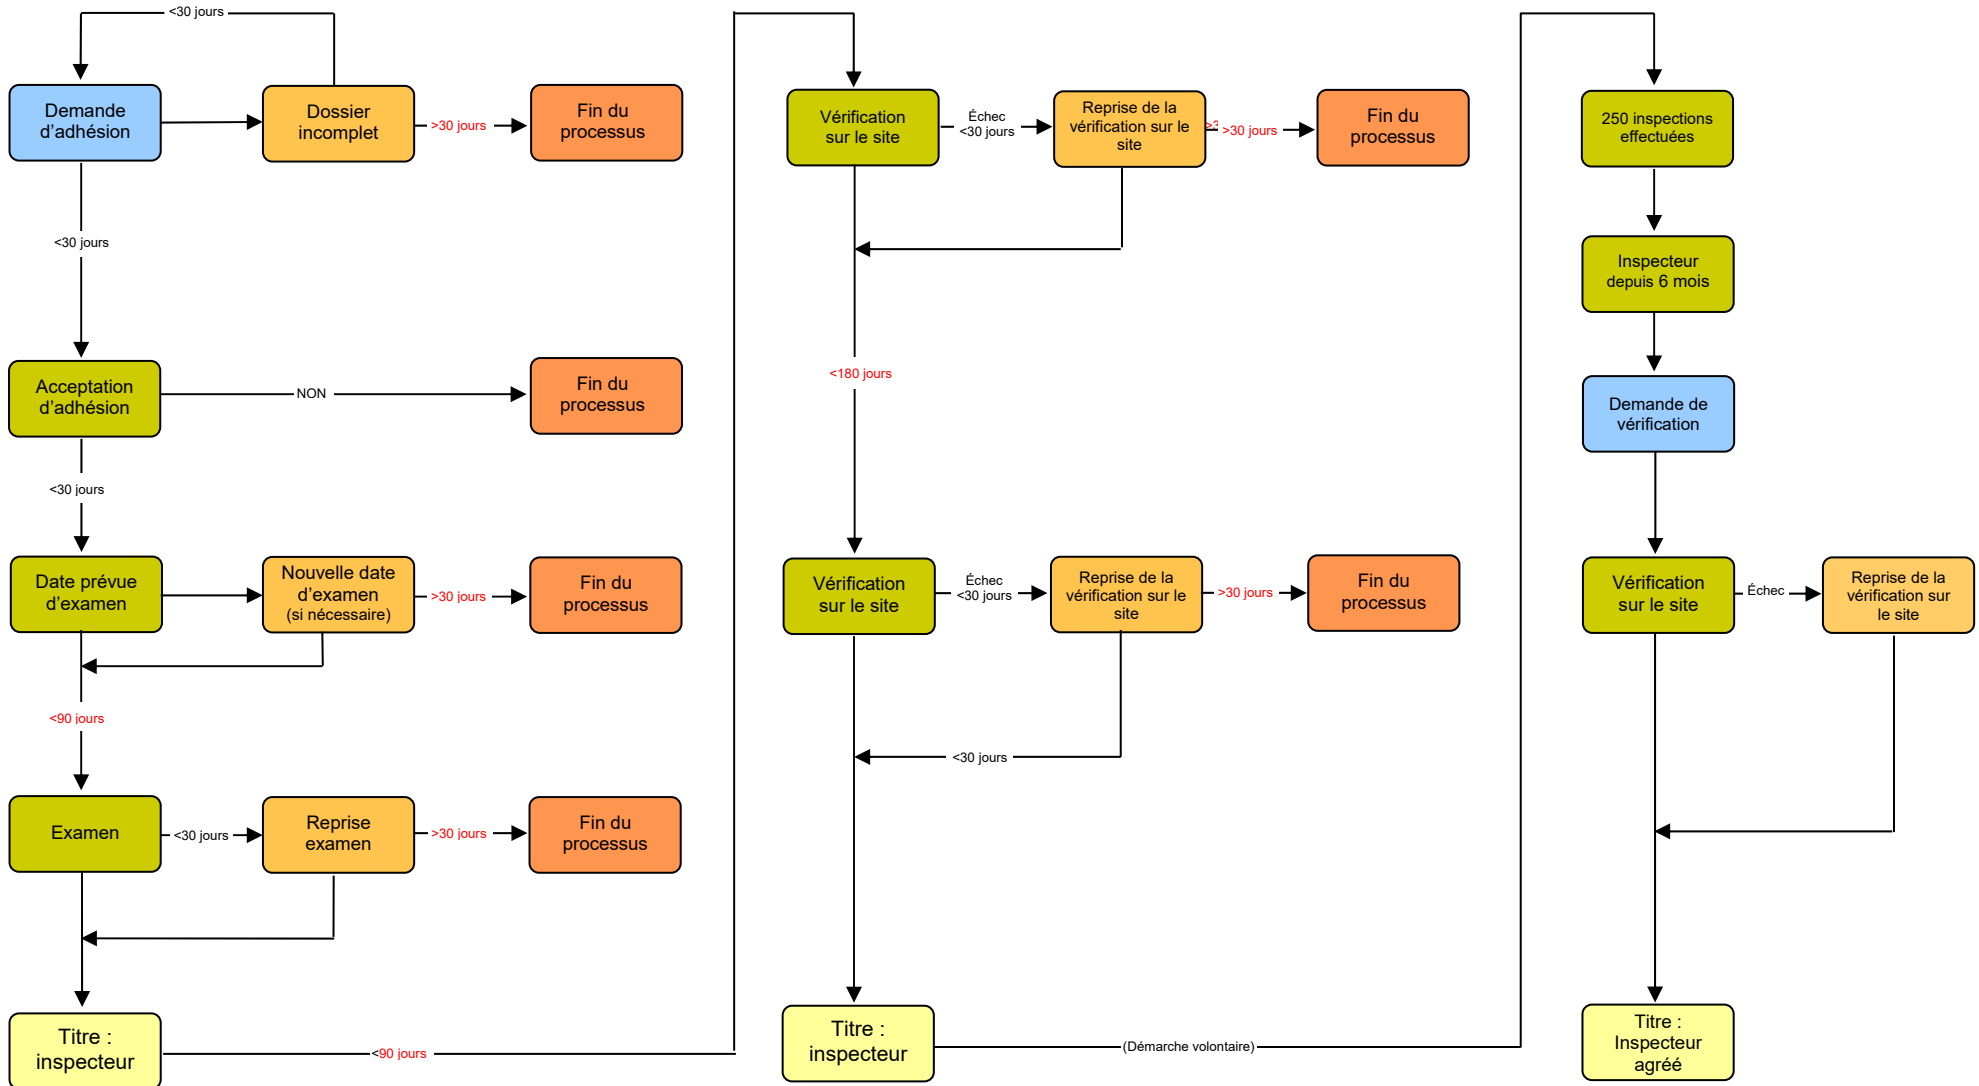 <30 jours
Demande
d'adhésion
Dossier
incomplet
>30 jours
Fin du
processus
<30 jours
Acceptation
d'adhésion
NON
Fin du
processus
<30 jours
Date prévue
d'examen
Nouvelle date
d'examen
(si nécessaire)
>30 jours
Fin du
processus
<90 jours
Examen
<30 jours
Reprise
examen
>30 jours
Fin du
processus
Titre :
inspecteur
<90 jours
Vérification
sur le site
Échec
<30 jours
Reprise de la
vérification sur le
site
>30 jours
Fin du
processus
<180 jours
Vérification
sur le site
Échec
<30 jours
Reprise de la
vérification sur le
site
>30 jours
Fin du
processus
<30 jours
Titre :
inspecteur
(Démarche volontaire)
250 inspections
effectuées
Inspecteur
depuis 6 mois
Demande de
vérification
Vérification
sur le site
Échec
Reprise de la
vérification sur
le site
Titre :
Inspecteur
agréé